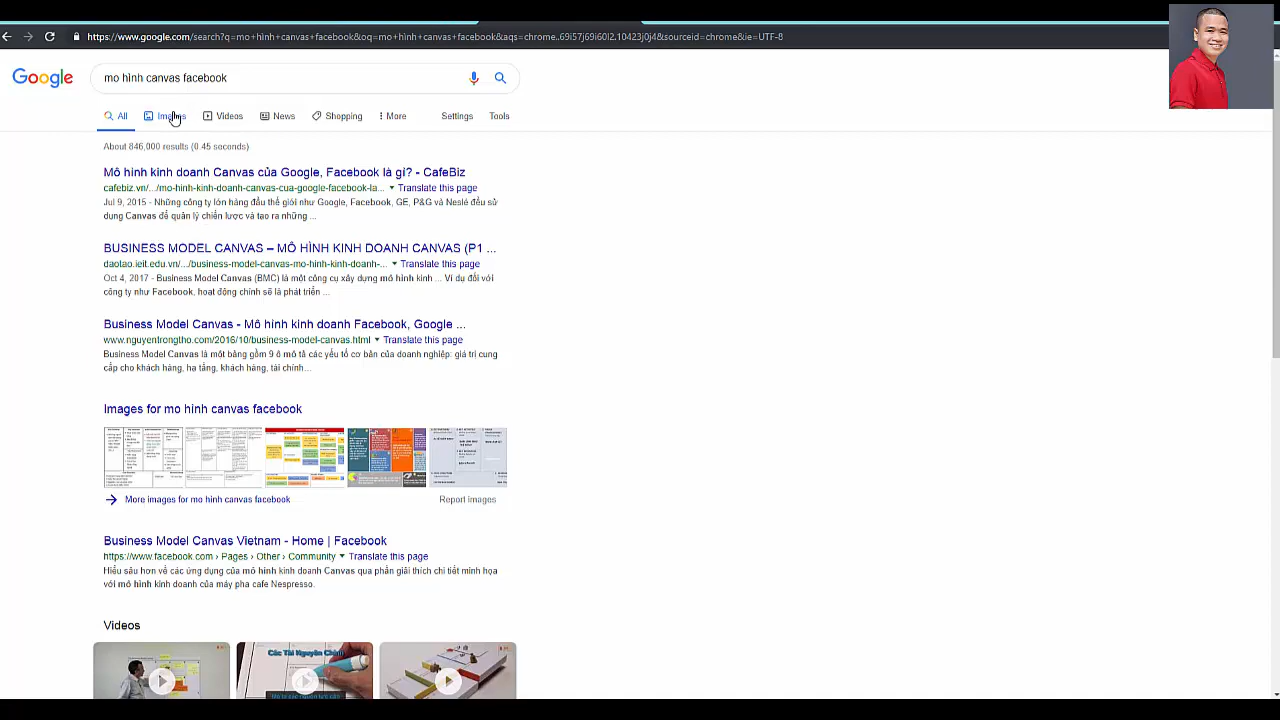 https://www.google.com/search?q=mo+hình+canvas+facebook&oq=mo+hình+canvas+facebook&aqs=chrome..69i57j69i60l2.10423j0j4&sourceid=chrome&ie=UTF-8
Google
mo hình canvas facebook
All Images Videos News Shopping More Settings Tools
About 846,000 results (0.45 seconds)
Mô hình kinh doanh Canvas của Google, Facebook là gì? - CafeBiz
cafebiz.vn/.../mo-hinh-kinh-doanh-canvas-cua-google-facebook-la... Translate this page
Jul 9, 2015 - Những công ty lớn hàng đầu thế giới như Google, Facebook, GE, P&G và Neslé đều sử
dụng Canvas để quản lý chiến lược và tạo ra những ...
BUSINESS MODEL CANVAS – MÔ HÌNH KINH DOANH CANVAS (P1 ...
daotao.ieit.edu.vn/.../business-model-canvas-mo-hinh-kinh-doanh-... Translate this page
Oct 4, 2017 - Business Model Canvas (BMC) là một công cụ xây dựng mô hình kinh ... Ví dụ đối với
công ty như Facebook, hoạt động chính sẽ là phát triển ...
Business Model Canvas - Mô hình kinh doanh Facebook, Google ...
www.nguyentrongtho.com/2016/10/business-model-canvas.html Translate this page
Business Model Canvas là một bảng gồm 9 ô mô tả các yếu tố cơ bản của doanh nghiệp: giá trị cung
cấp cho khách hàng, hạ tầng, khách hàng, tài chính...
Images for mo hình canvas facebook
More images for mo hình canvas facebook Report images
Business Model Canvas Vietnam - Home | Facebook
https://www.facebook.com › Pages › Other › Community Translate this page
Hiểu sâu hơn về các ứng dụng của mô hình kinh doanh Canvas qua phần giải thích chi tiết minh họa
với mô hình kinh doanh của máy pha cafe Nespresso.
Videos
Các Tài Nguyên Chính